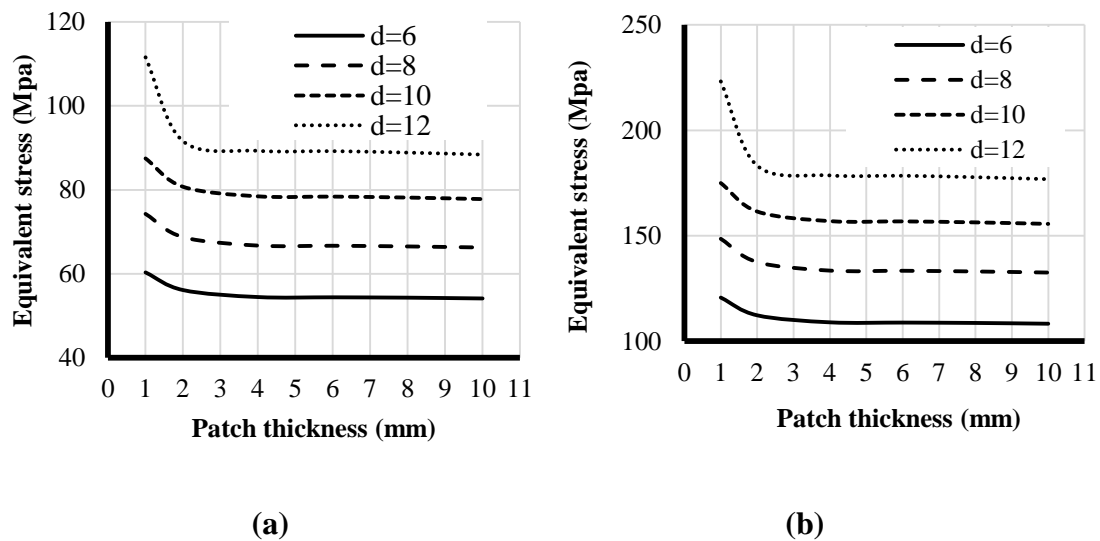 120
100
80
60
40
Equivalent stress (Mpa)
d=6
d=8
d=10
d=12
0 1 2 3 4 5 6 7 8 9 10 11
Patch thickness (mm)
(a)
250
200
150
100
Equivalent stress (Mpa)
d=6
d=8
d=10
d=12
0 1 2 3 4 5 6 7 8 9 10 11
Patch thickness (mm)
(b)